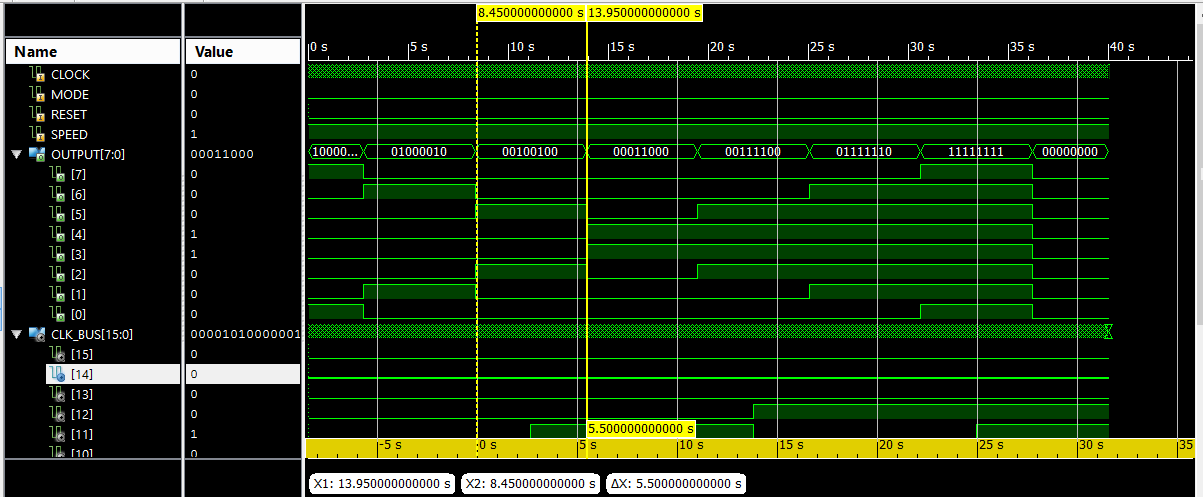 8.450000000000 s 13.950000000000 s
Name Value
0 s 5 s 10 s 15 s 20 s 25 s 30 s 35 s 40 s
CLOCK 0
MODE 0
RESET 0
SPEED 1
OUTPUT[7:0] 00011000 10000... 01000010 00100100 00011000 00111100 01111110 11111111 00000000
[7] 0
[6] 0
[5] 0
[4] 1
[3] 1
[2] 0
[1] 0
[0] 0
CLK_BUS[15:0] 00001010000001
[15] 0
[14] 0
[13] 0
[12] 0
[11] 1
5.500000000000 s
[10] 0
-5 s 0 s 5 s 10 s 15 s 20 s 25 s 30 s 35
X1: 13.950000000000 s X2: 8.450000000000 s ΔX: 5.500000000000 s